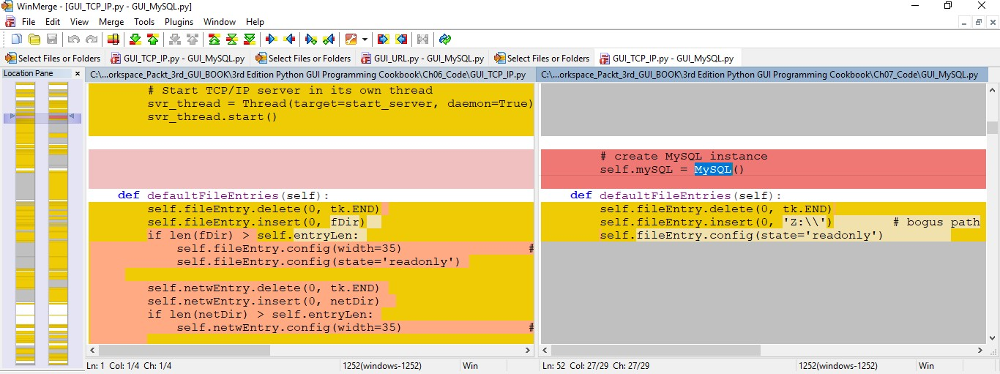 WinMerge - [GUI_TCP_IP.py - GUI_MySQL.py]
File Edit View Merge Tools Plugins Window Help
Select Files or Folders GUI_TCP_IP.py - GUI_MySQL.py Select Files or Folders GUI_URL.py - GUI_MySQL.py Select Files or Folders GUI_TCP_IP.py - GUI_MySQL.py
Location Pane x
C:\...orkspace_Packt_3rd_GUI_BOOK\3rd Edition Python GUI Programming Cookbook\Ch06_Code\GUI_TCP_IP.py
# Start TCP/IP server in its own thread
svr_thread = Thread(target=start_server, daemon=True)
svr_thread.start()
def defaultFileEntries(self):
self.fileEntry.delete(0, tk.END)
self.fileEntry.insert(0, fDir)
if len(fDir) > self.entryLen:
self.fileEntry.config(width=35) #
self.fileEntry.config(state='readonly')
self.netwEntry.delete(0, tk.END)
self.netwEntry.insert(0, netDir)
if len(netDir) > self.entryLen:
self.netwEntry.config(width=35) #
C:\...orkspace_Packt_3rd_GUI_BOOK\3rd Edition Python GUI Programming Cookbook\Ch07_Code\GUI_MySQL.py
# create MySQL instance
self.mySQL = MySQL()
def defaultFileEntries(self):
self.fileEntry.delete(0, tk.END)
self.fileEntry.insert(0, 'Z:\\') # bogus path
self.fileEntry.config(state='readonly')
Ln: 1 Col: 1/4 Ch: 1/4 1252(windows-1252) Win
Ln: 52 Col: 27/29 Ch: 27/29 1252(windows-1252) Win